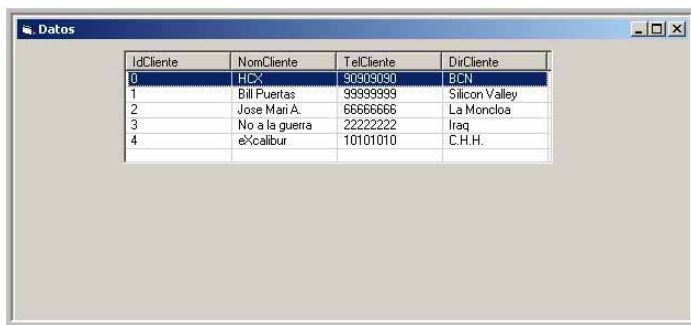 Datos
IdCliente NomCliente TelCliente DirCliente
0 HCX 90909090 BCN
1 Bill Puertas 99999999 Silicon Valley
2 Jose Mari A. 66666666 La Moncloa
3 No a la guerra 22222222 Iraq
4 eXcalibur 10101010 C.H.H.